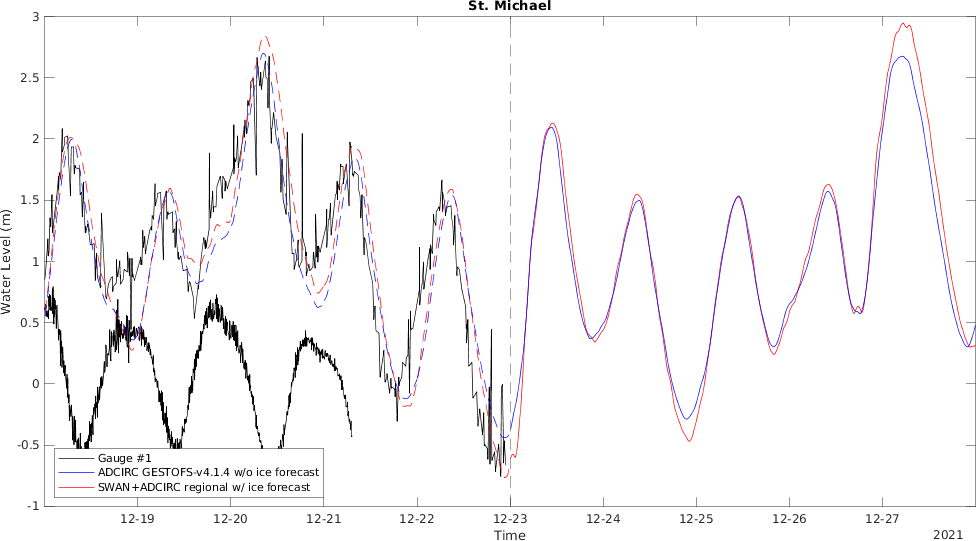 St. Michael
Water Level (m)
3
2.5
2
1.5
1
0.5
0
-0.5
-1
Gauge #1
ADCIRC GESTOFS-v4.1.4 w/o ice forecast
SWAN+ADCIRC regional w/ ice forecast
12-19 12-20 12-21 12-22 12-23 12-24 12-25 12-26 12-27
Time
2021